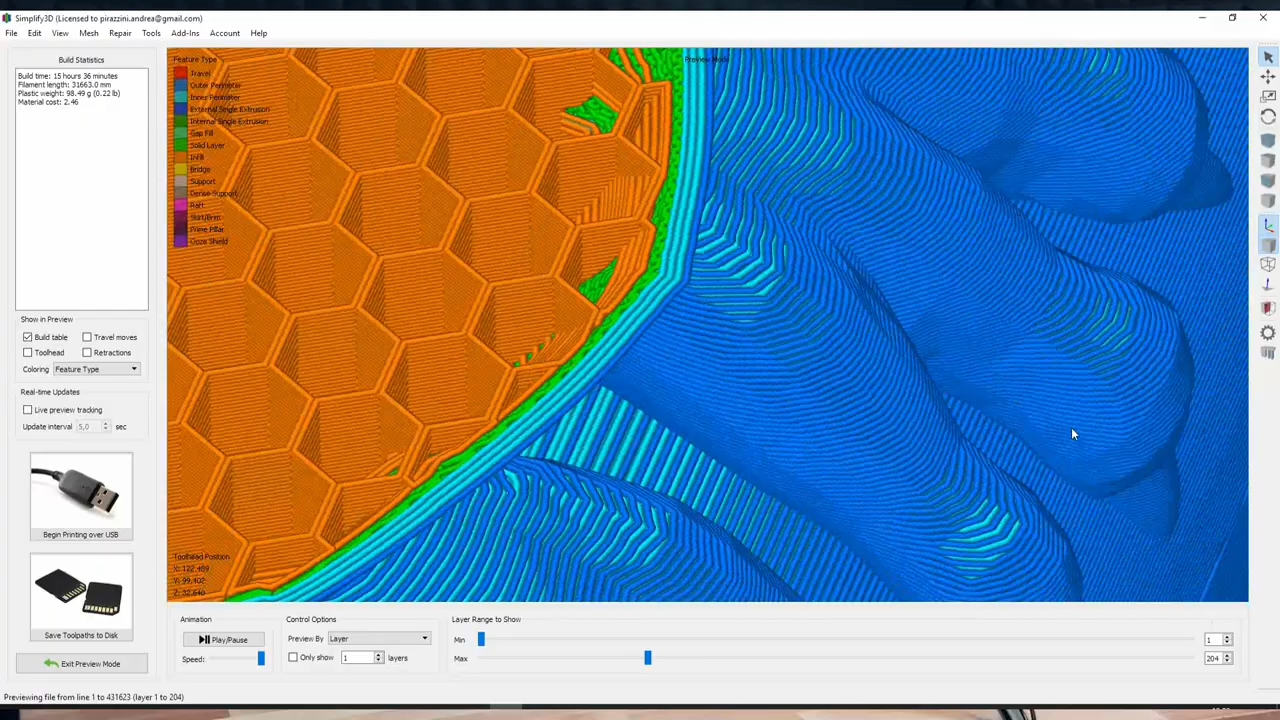 Simplify3D (Licensed to pirazzini.andrea@gmail.com)
File Edit View Mesh Repair Tools Add-Ins Account Help
Build Statistics
Build time: 15 hours 36 minutes
Filament length: 31663.0 mm
Plastic weight: 98.49 g (0.22 lb)
Material cost: 2.46
Show in Preview
Build table Travel moves
Toolhead Retractions
Coloring Feature Type
Real-time Updates
Live preview tracking
Update interval 5,0 sec
Begin Printing over USB
Save Toolpaths to Disk
Exit Preview Mode
Feature Type
Travel
Outer Perimeter
Inner Perimeter
External Single Extrusion
Internal Single Extrusion
Gap Fill
Solid Layer
Infill
Bridge
Support
Dense Support
Raft
Skirt/Brim
Prime Pillar
Ooze Shield
Preview Mode
Toolhead Position
X: 122.489
Y: 99.402
Z: 32.640
Animation
Play/Pause
Speed:
Control Options
Preview By Layer
Only show 1 layers
Layer Range to Show
Min 1
Max 204
Previewing file from line 1 to 431623 (layer 1 to 204)